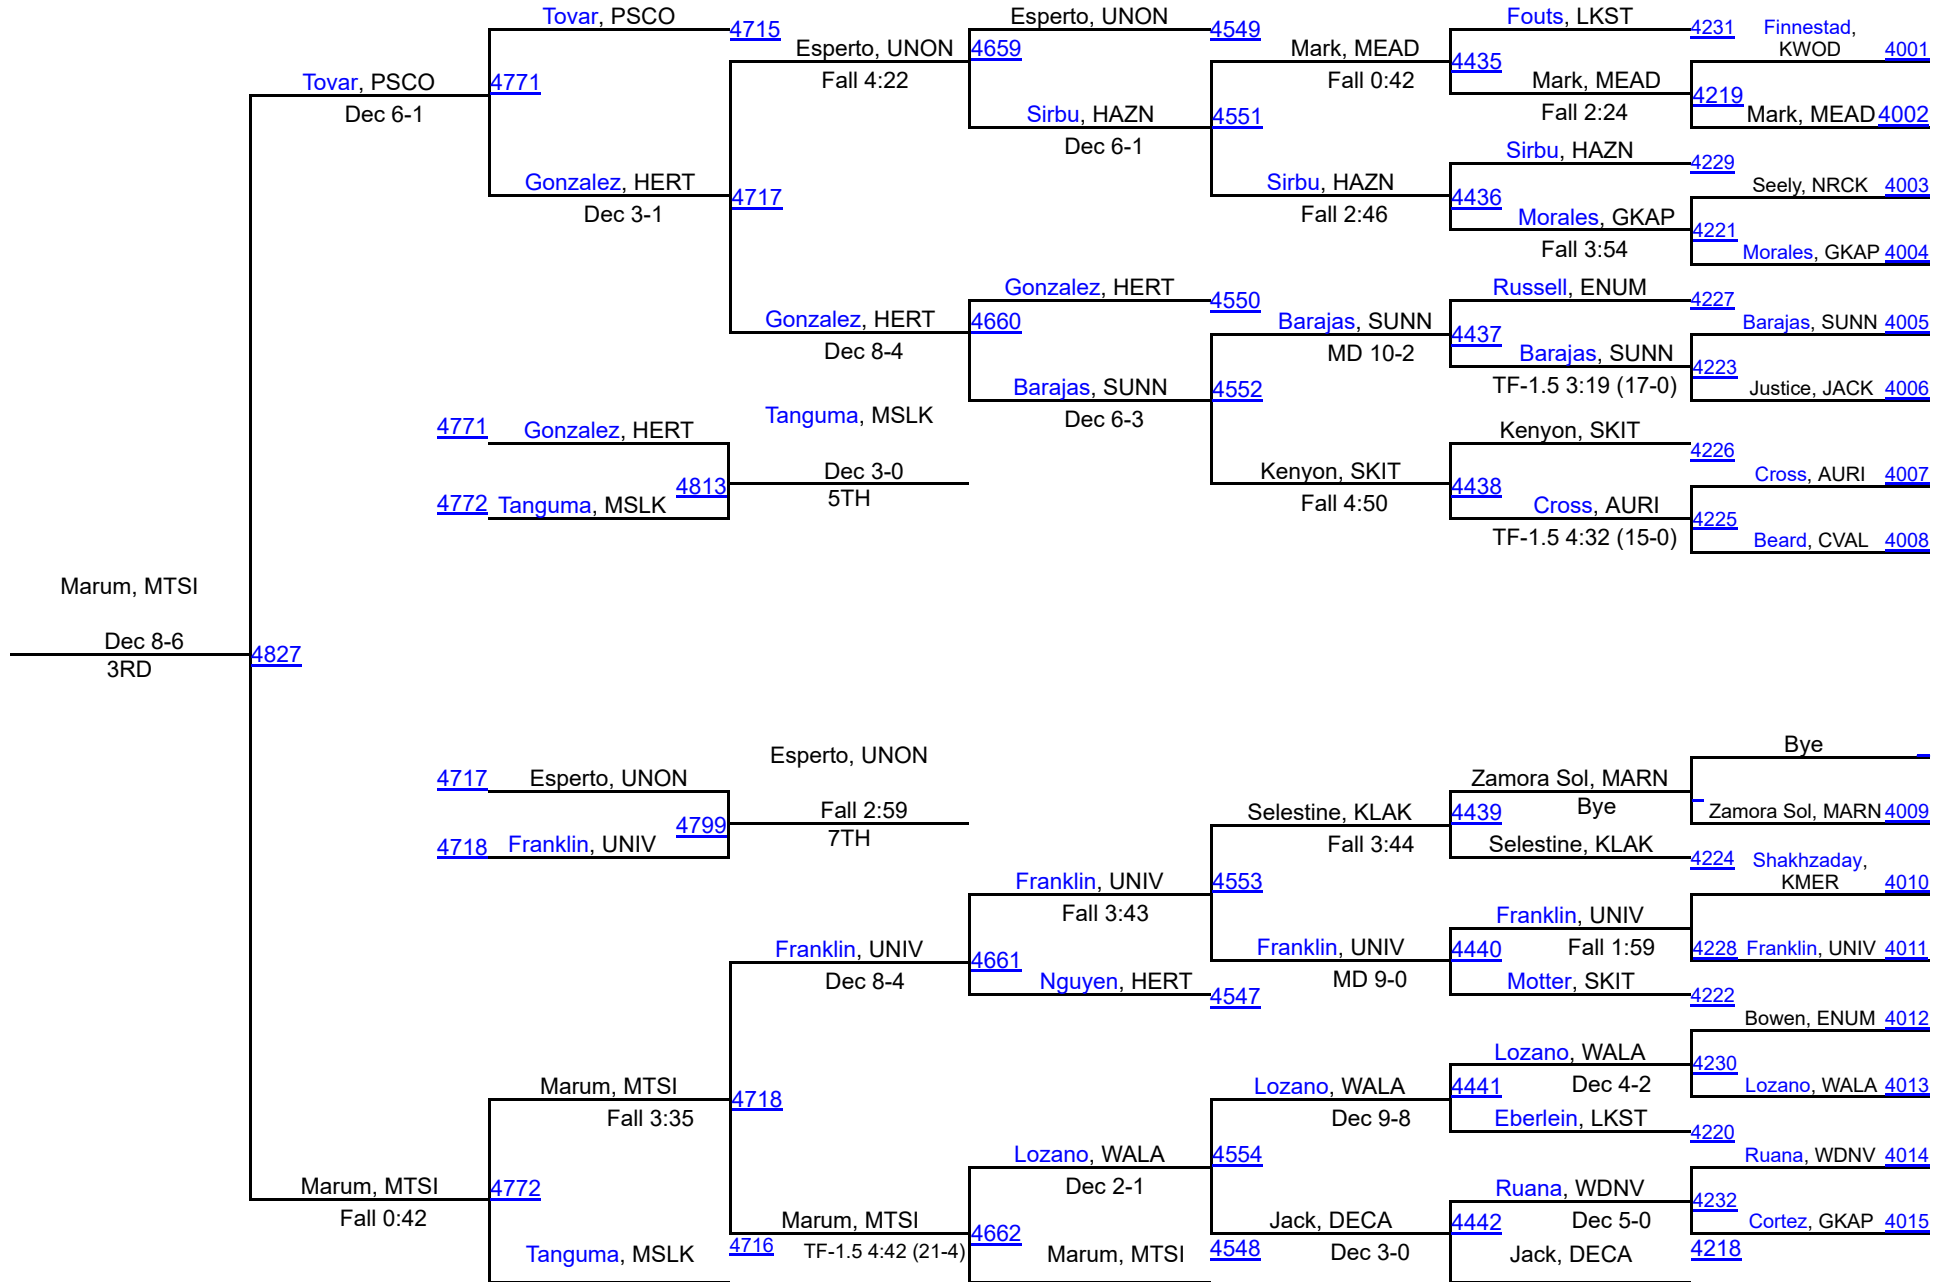 Tovar, PSCO
4715
Esperto, UNON
4549
Fouts, LKST
4231
Finnestad,
KWOD 4001
Esperto, UNON
4659
Mark, MEAD
4435
Fall 4:22
Fall 0:42
Tovar, PSCO
4771
Mark, MEAD
4219
Dec 6-1
Fall 2:24
Sirbu, HAZN
4551
Mark, MEAD 4002
Dec 6-1
Sirbu, HAZN
4229
Gonzalez, HERT
4717
Sirbu, HAZN
4436
Seely, NRCK 4003
Dec 3-1
Fall 2:46
Morales, GKAP
4221
Fall 3:54
Morales, GKAP 4004
Gonzalez, HERT
4550
Russell, ENUM
4227
Gonzalez, HERT
4660
Barajas, SUNN
4437
Barajas, SUNN 4005
Dec 8-4
MD 10-2
Barajas, SUNN
4223
TF-1.5 3:19 (17-0)
Barajas, SUNN
4552
Justice, JACK 4006
Dec 6-3
Tanguma, MSLK
4771 Gonzalez, HERT
Kenyon, SKIT
4226
Dec 3-0
5TH
4813
Kenyon, SKIT
4438
Cross, AURI 4007
4772 Tanguma, MSLK
Fall 4:50
Cross, AURI
4225
TF-1.5 4:32 (15-0)
Beard, CVAL 4008
Marum, MTSI
Dec 8-6
3RD
4827
Bye
Esperto, UNON
4717 Esperto, UNON
Zamora Sol, MARN
Bye
Fall 2:59
7TH
4799
Selestine, KLAK
4439
Zamora Sol, MARN 4009
4718 Franklin, UNIV
Fall 3:44
Selestine, KLAK
4224
Shakhzaday,
KMER 4010
Franklin, UNIV
4553
Fall 3:43
Franklin, UNIV
Fall 1:59
Franklin, UNIV
4661
Franklin, UNIV
4440
4228 Franklin, UNIV 4011
Dec 8-4
MD 9-0
Nguyen, HERT
4547
Motter, SKIT
4222
Bowen, ENUM 4012
Lozano, WALA
4230
Marum, MTSI
4718
Lozano, WALA
4441
Dec 4-2
Lozano, WALA 4013
Fall 3:35
Dec 9-8
Eberlein, LKST
4220
Lozano, WALA
4554
Ruana, WDNV 4014
Dec 2-1
Marum, MTSI
4772
Ruana, WDNV
4232
Fall 0:42
Marum, MTSI
4662
Jack, DECA
4442
Dec 5-0
Cortez, GKAP 4015
Tanguma, MSLK
4716
TF-1.5 4:42 (21-4)
Marum, MTSI
4548
Dec 3-0
Jack, DECA
4218